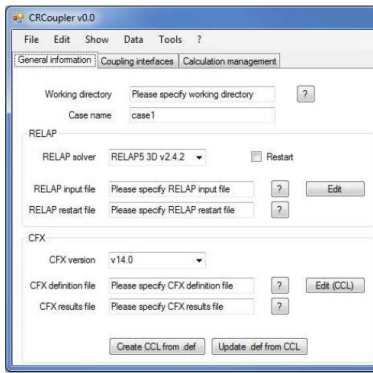 CRCoupler v0.0
File Edit Show Data Tools ?
General information Coupling interfaces Calculation management
Working directory Please specify working directory ?
Case name case1
RELAP
RELAP solver RELAP5 3D v2.4.2 Restart
RELAP input file Please specify RELAP input file ? Edit
RELAP restart file Please specify RELAP restart file ?
CFX
CFX version v14.0
CFX definition file Please specify CFX definition file ? Edit (CCL)
CFX results file Please specify CFX results file ?
Create CCL from .def Update .def from CCL